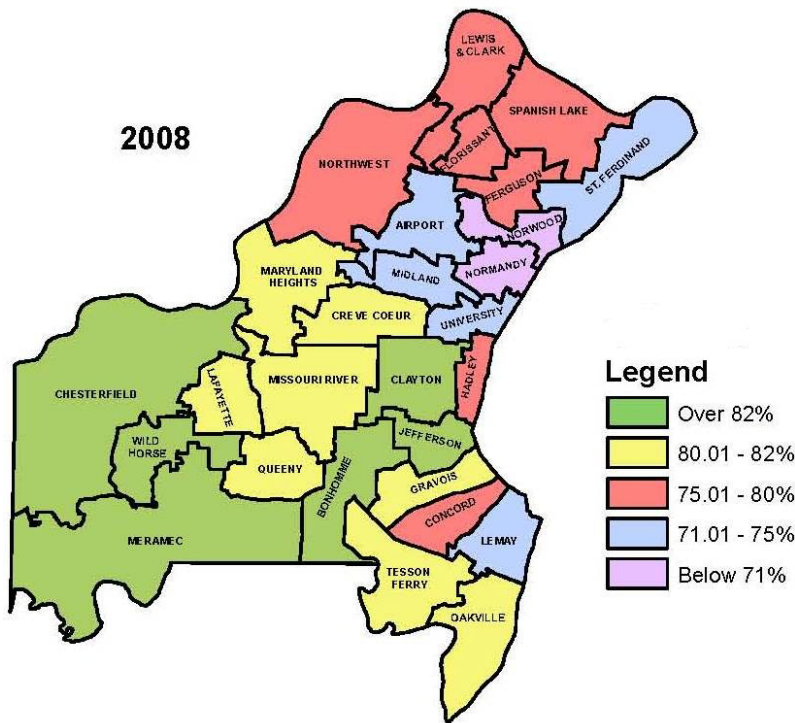 LEWIS
& CLARK
2008
SPANISH LAKE
FLORISSANT
NORTHWEST
ST. FERDINAND
FERGUSON
AIRPORT
NORWOOD
MARYLAND
HEIGHTS
MIDLAND
NORMANDY
CREVE COEUR
UNIVERSITY
CHESTERFIELD
LAFAYETTE
MISSOURI RIVER
CLAYTON
HADLEY
WILD
HORSE
QUEENY
JEFFERSON
BONHOMME
GRAVOIS
CONCORD
MERAMEC
LEMAY
TESSON
FERRY
OAKVILLE
Legend
Over 82%
80.01 - 82%
75.01 - 80%
71.01 - 75%
Below 71%